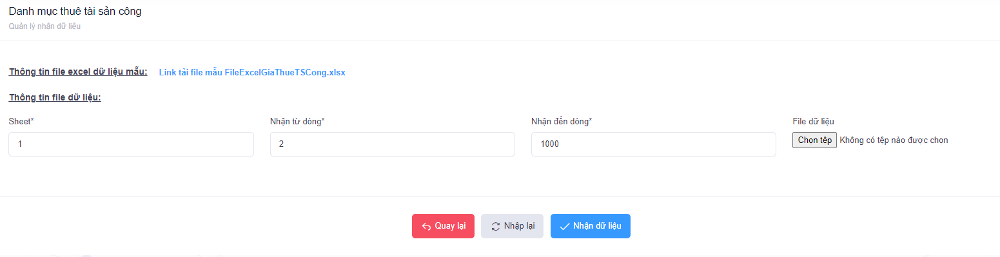 Danh mục thuê tài sản công
Quản lý nhận dữ liệu
Thông tin file excel dữ liệu mẫu: Link tải file mẫu FileExcelGiaThueTSCong.xlsx
Thông tin file dữ liệu:
Sheet* Nhận từ dòng* Nhận đến dòng* File dữ liệu
1 2 1000 Chọn tệp Không có tệp nào được chọn
Quay lại Nhập lại Nhận dữ liệu